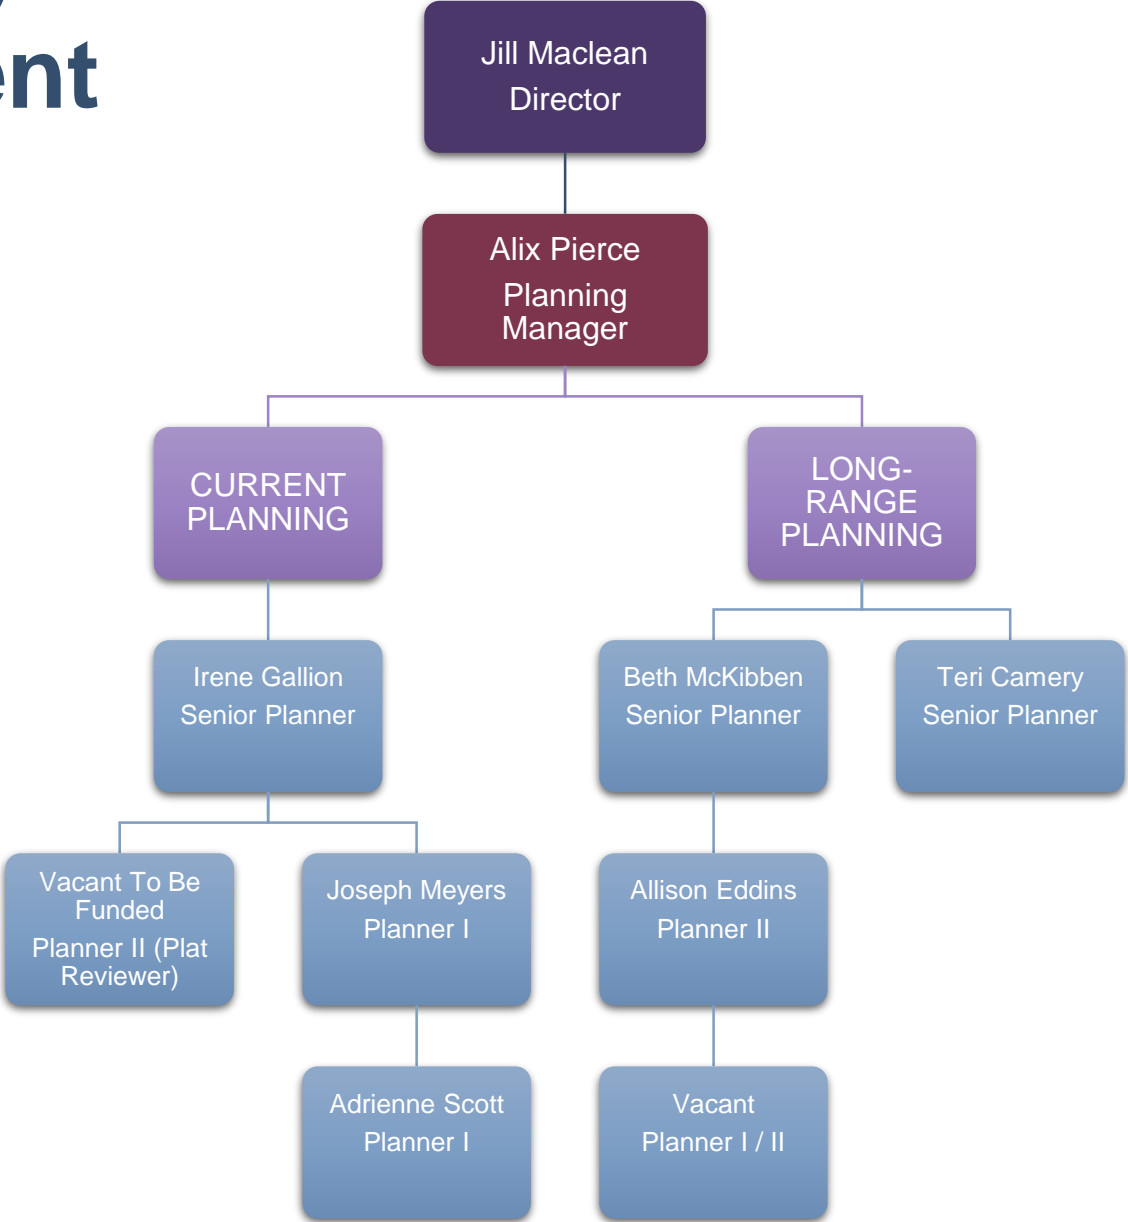 ent
Jill Maclean
Director
Alix Pierce
Planning
Manager
CURRENT
PLANNING
LONG-
RANGE
PLANNING
Irene Gallion
Senior Planner
Beth McKibben
Senior Planner
Teri Camery
Senior Planner
Vacant To Be
Funded
Planner II (Plat
Reviewer)
Joseph Meyers
Planner I
Allison Eddins
Planner II
Adrienne Scott
Planner I
Vacant
Planner I / II